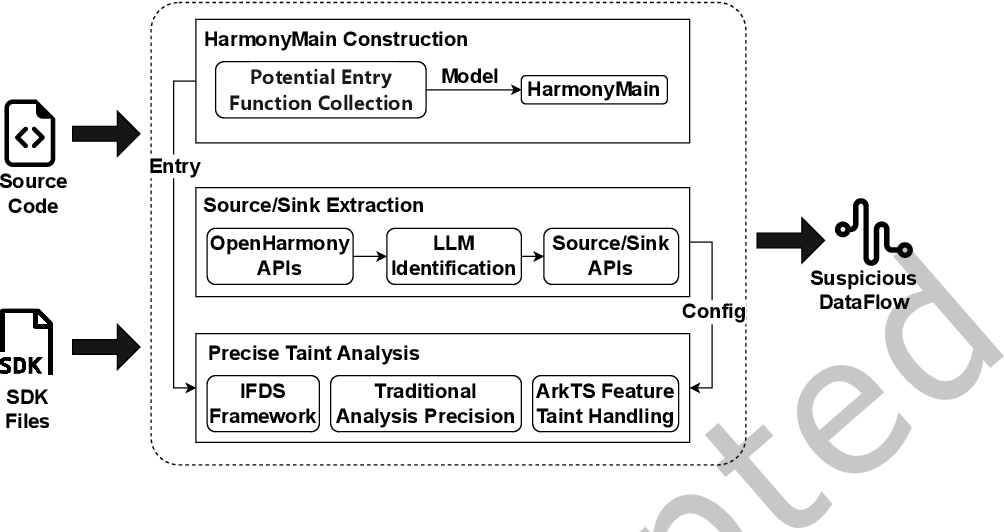 HarmonyMain Construction
Potential Entry
Function Collection
Model
HarmonyMain
Entry
Source
Code
Source/Sink Extraction
OpenHarmony
APIs
LLM
Identification
Source/Sink
APIs
Config
SDK
SDK
Files
Precise Taint Analysis
IFDS
Framework
Traditional
Analysis Precision
ArkTS Feature
Taint Handling
Suspicious
DataFlow
nted